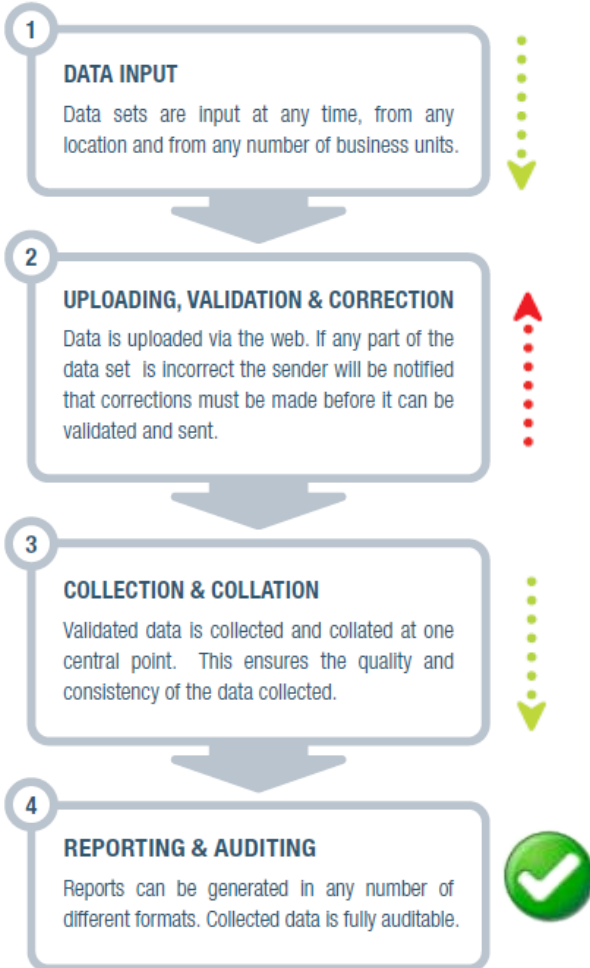 1
DATA INPUT
Data sets are input at any time, from any
location and from any number of business units.
2
UPLOADING, VALIDATION & CORRECTION
Data is uploaded via the web. If any part of the
data set is incorrect the sender will be notified
that corrections must be made before it can be
validated and sent.
3
COLLECTION & COLLATION
Validated data is collected and collated at one
central point. This ensures the quality and
consistency of the data collected.
4
REPORTING & AUDITING
Reports can be generated in any number of
different formats. Collected data is fully auditable.